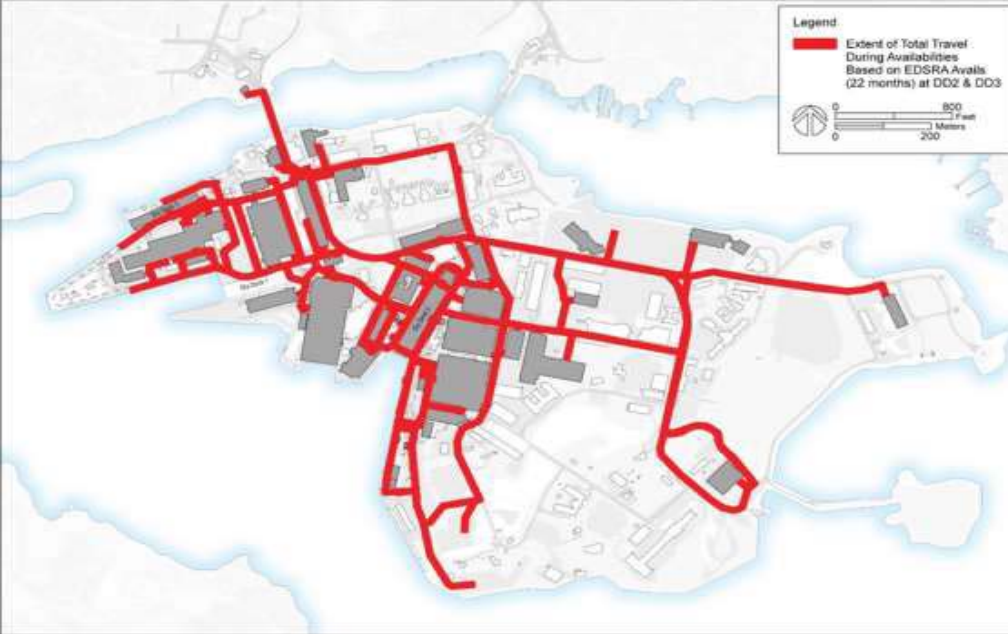 Legend
Extent of Total Travel
During Availabilities
Based on EDSRA Avails
(22 months) at DD2 & DD3
0 800
Feet
Meters
0 200